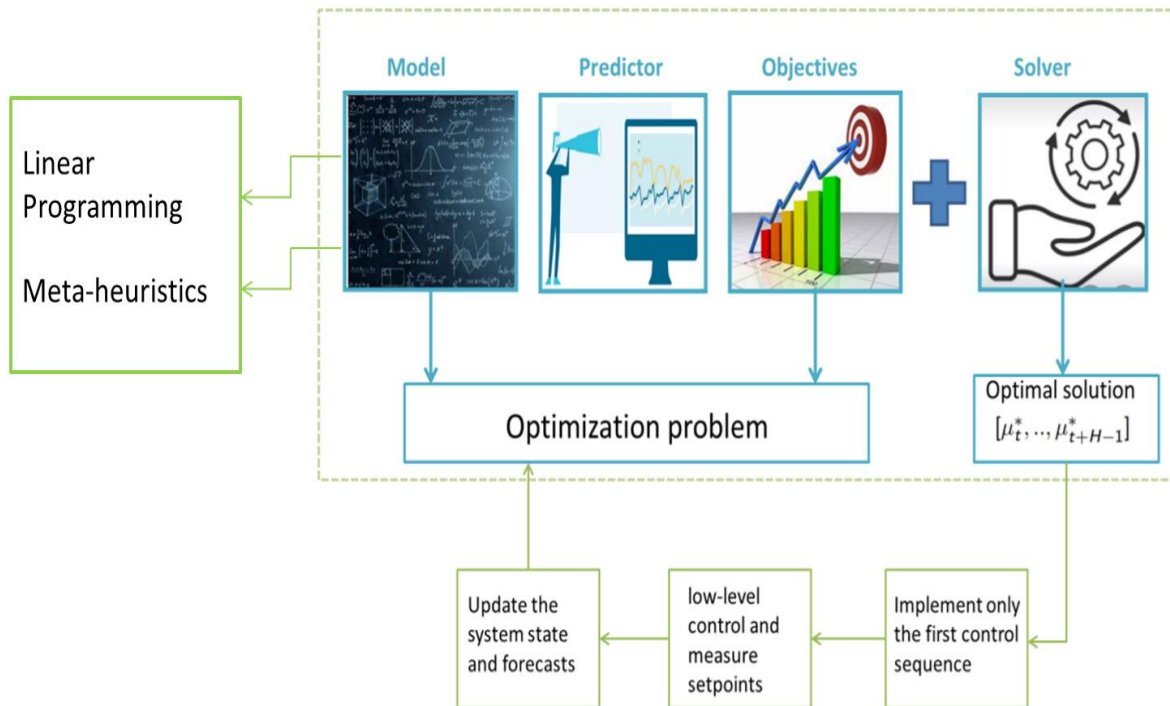 Model
Predictor
Objectives
Solver
Linear
Programming
Meta-heuristics
Optimization problem
Optimal solution
[μ*ₜ,..,μ*ₜ₊H₋₁]
Update the
system state
and forecasts
low-level
control and
measure
setpoints
Implement only
the first control
sequence